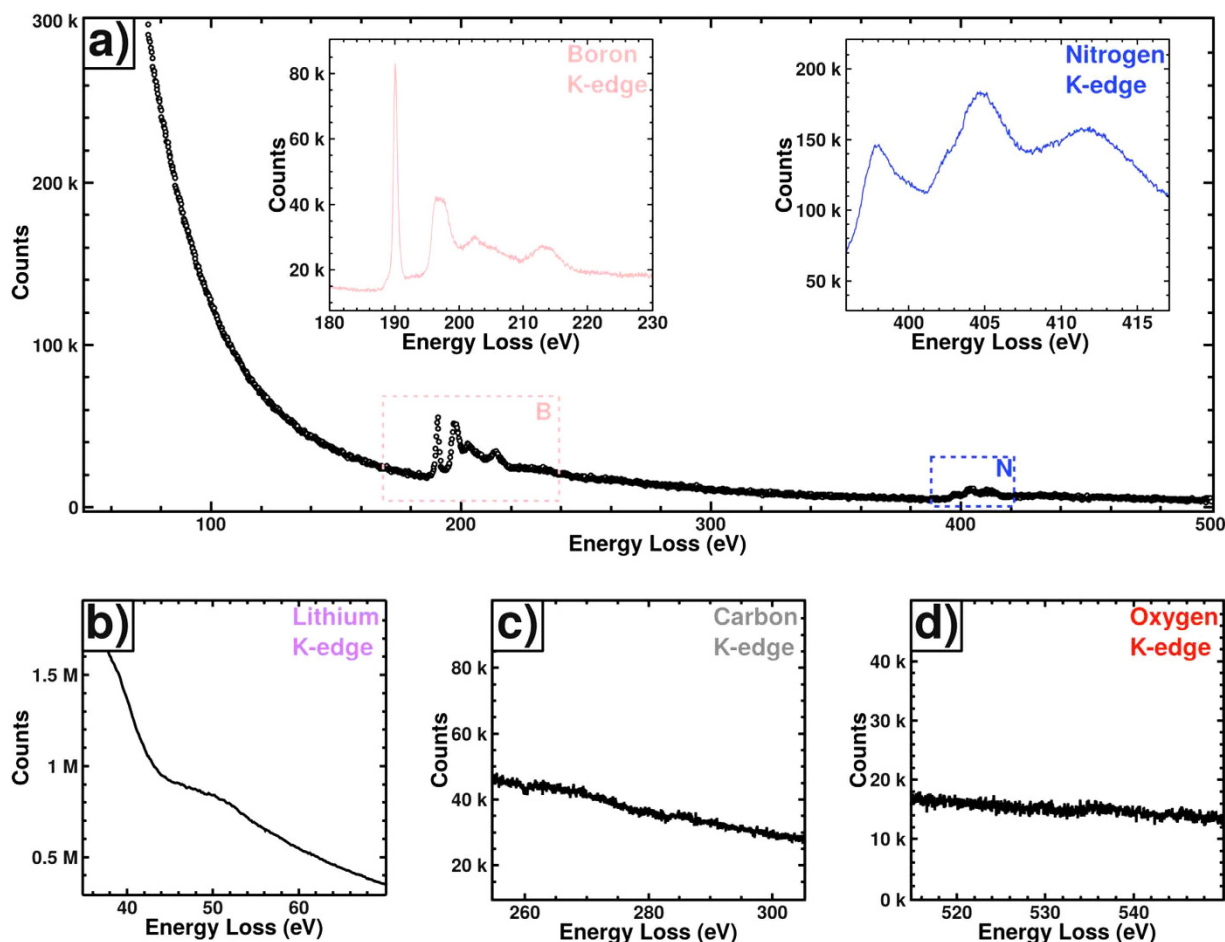 a)
300 k
200 k
100 k
0
Counts
100
200
300
400
500
Energy Loss (eV)
B
N
Boron
K-edge
80 k
60 k
40 k
20 k
Counts
180
190
200
210
220
230
Energy Loss (eV)
Nitrogen
K-edge
200 k
150 k
100 k
50 k
Counts
400
405
410
415
Energy Loss (eV)
b)
Lithium
K-edge
1.5 M
1 M
0.5 M
Counts
40
50
60
Energy Loss (eV)
c)
Carbon
K-edge
80 k
60 k
40 k
20 k
Counts
260
280
300
Energy Loss (eV)
d)
Oxygen
K-edge
40 k
30 k
20 k
10 k
0 k
Counts
520
530
540
Energy Loss (eV)